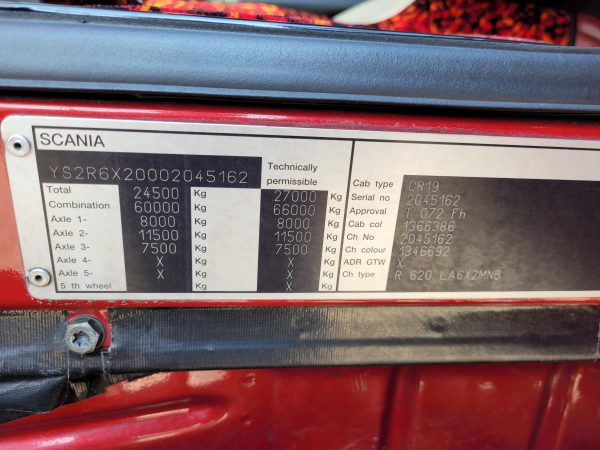 SCANIA
YS2R6X20002045162
Technically permissible
Total 24500 Kg 27000 Kg
Combination 60000 Kg 66000 Kg
Axle 1- 8000 Kg 8000 Kg
Axle 2- 11500 Kg 11500 Kg
Axle 3- 7500 Kg 7500 Kg
Axle 4- X Kg X Kg
Axle 5- X Kg X Kg
5 th wheel X Kg X Kg
Cab type CR19
Serial no 2045162
Approval T 072 Fh
Cab col 1366386
Ch No 2045162
Ch colour 1346692
ADR GTW X
Ch type R 620 LA6X2MNB